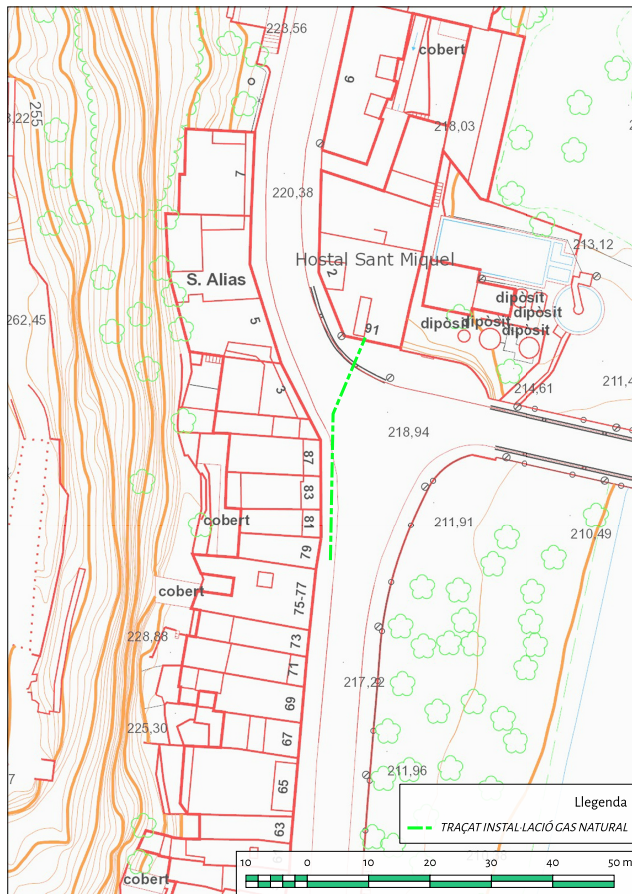 223,56
cobert
9
218,03
3,22
255
7
220,38
213,12
Hostal Sant Miquel
2
S. Alias
dipòsit
dipòsit
dipòsit
dipòsit
dipòsit
262,45
5
91
214,61
211,4
3
218,94
87
83
81
cobert
79
211,91
210,49
75-77
cobert
228,88
73
71
217,22
69
225,30
67
211,96
7
65
63
cobert
Llegenda
TRAÇAT INSTAL·LACIÓ GAS NATURAL
10 0 10 20 30 40 50 m